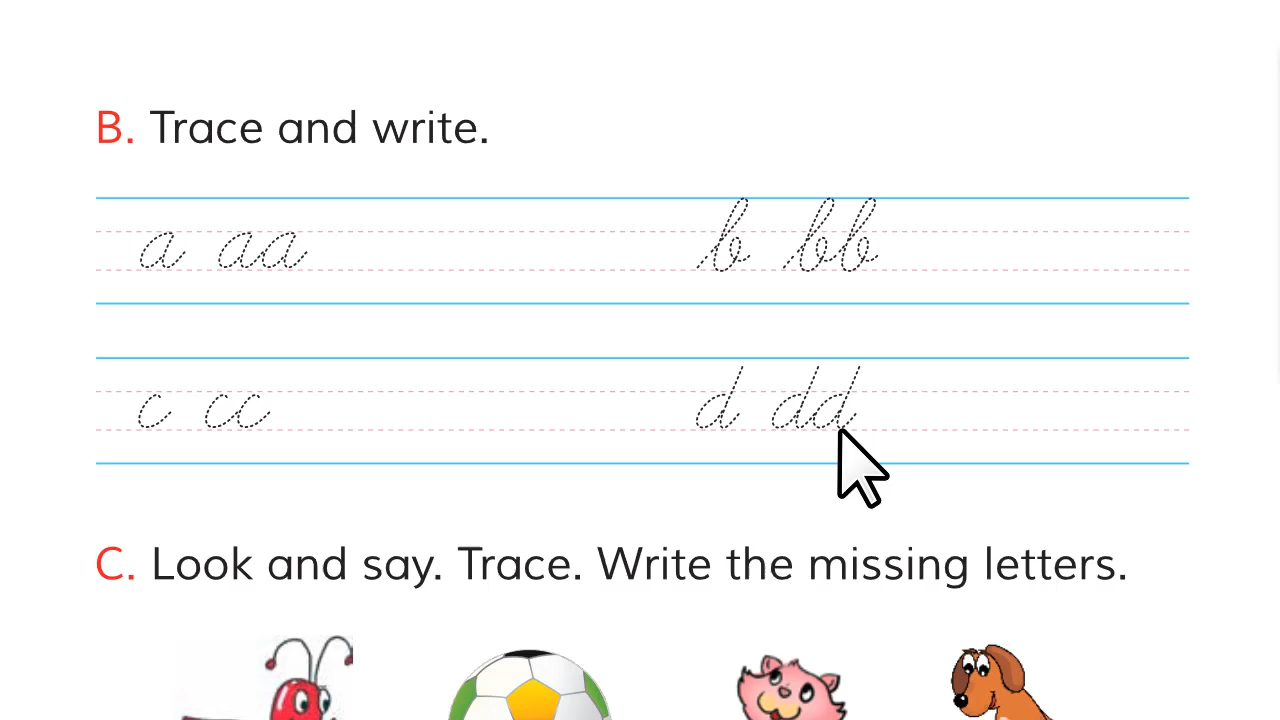 B. Trace and write.
a aa b bb
c cc d dd
C. Look and say. Trace. Write the missing letters.